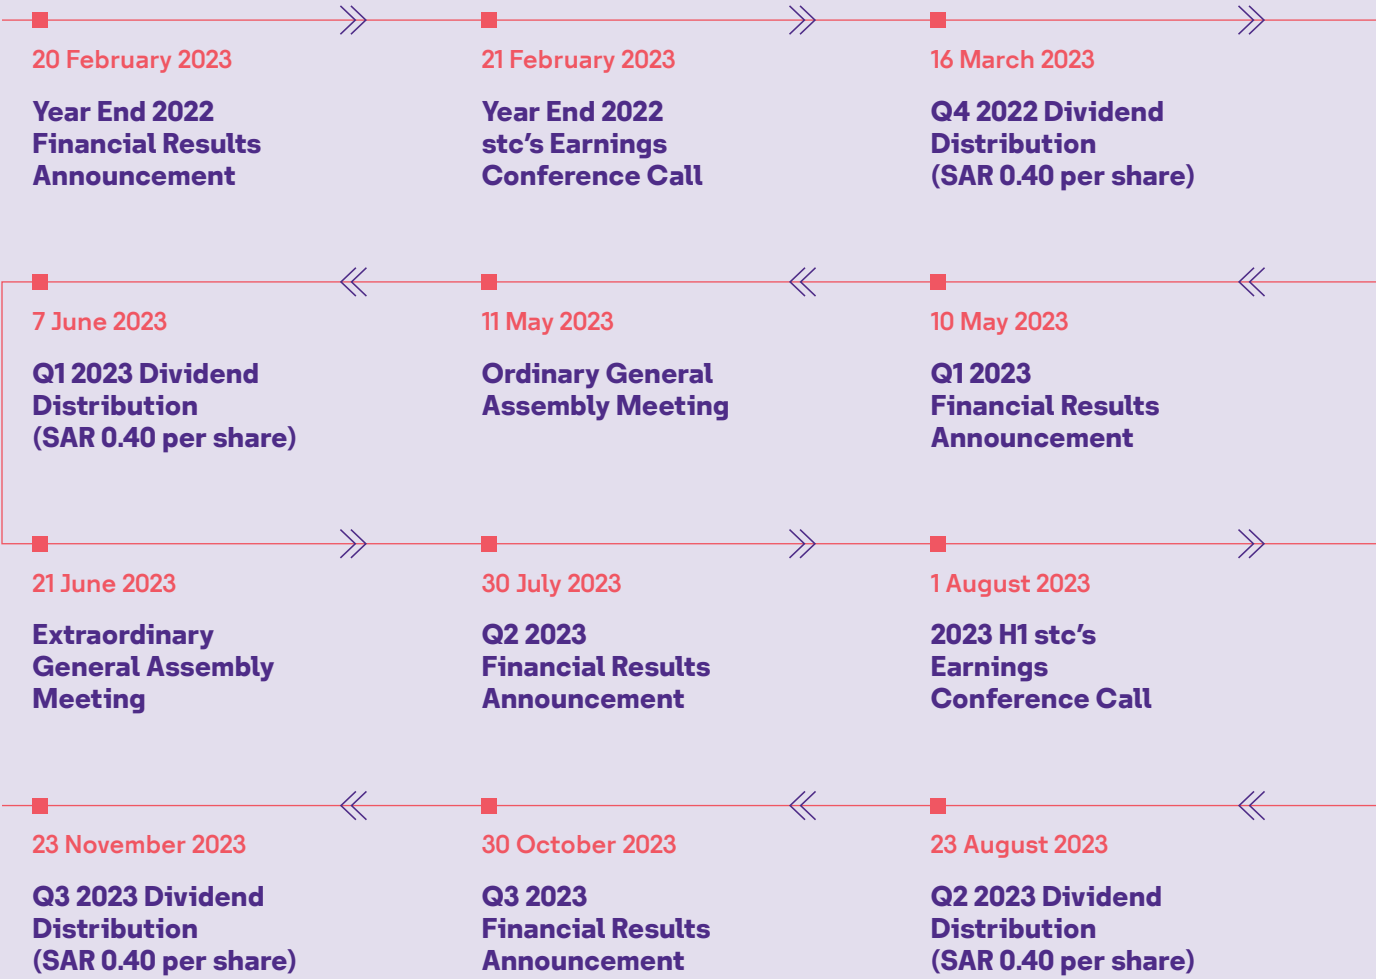 20 February 2023
Year End 2022
Financial Results
Announcement
21 February 2023
Year End 2022
stc’s Earnings
Conference Call
16 March 2023
Q4 2022 Dividend
Distribution
(SAR 0.40 per share)
7 June 2023
Q1 2023 Dividend
Distribution
(SAR 0.40 per share)
11 May 2023
Ordinary General
Assembly Meeting
10 May 2023
Q1 2023
Financial Results
Announcement
21 June 2023
Extraordinary
General Assembly
Meeting
30 July 2023
Q2 2023
Financial Results
Announcement
1 August 2023
2023 H1 stc’s
Earnings
Conference Call
23 November 2023
Q3 2023 Dividend
Distribution
(SAR 0.40 per share)
30 October 2023
Q3 2023
Financial Results
Announcement
23 August 2023
Q2 2023 Dividend
Distribution
(SAR 0.40 per share)